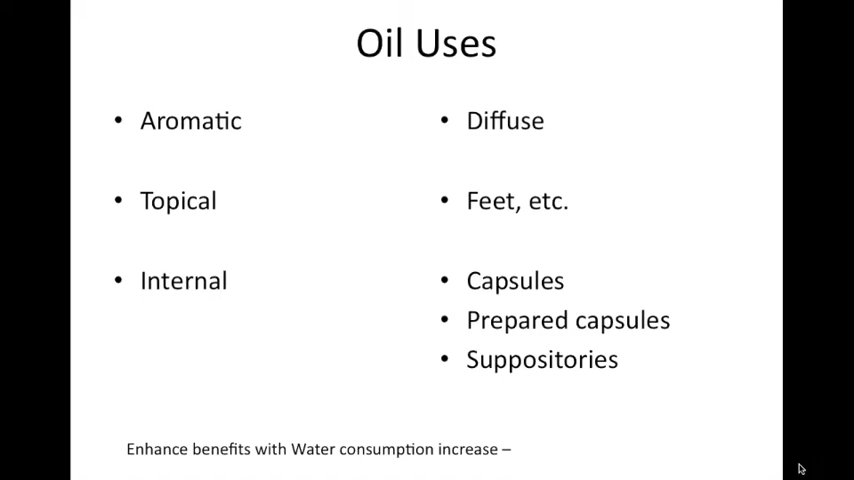 Oil Uses
• Aromatic
• Diffuse
• Topical
• Feet, etc.
• Internal
• Capsules
• Prepared capsules
• Suppositories
Enhance benefits with Water consumption increase –